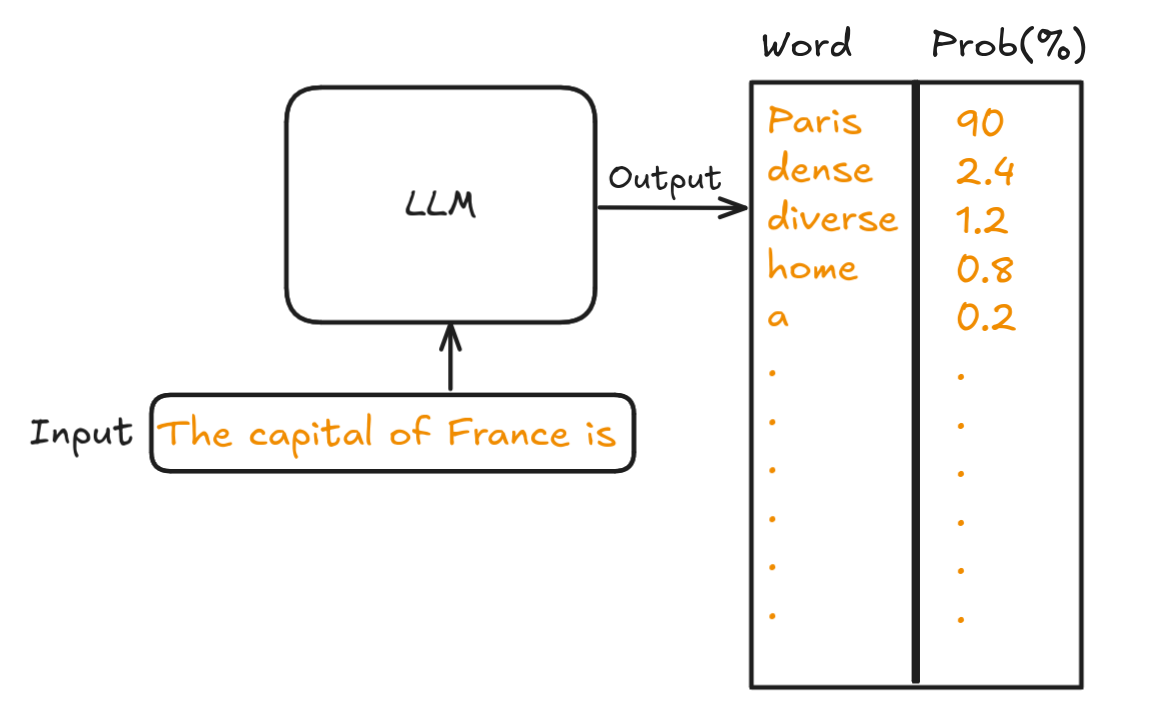 Word Prob(%)
Paris 90
dense 2.4
diverse 1.2
home 0.8
a 0.2
. .
. .
. .
. .
. .
. .
LLM
Output
Input The capital of France is